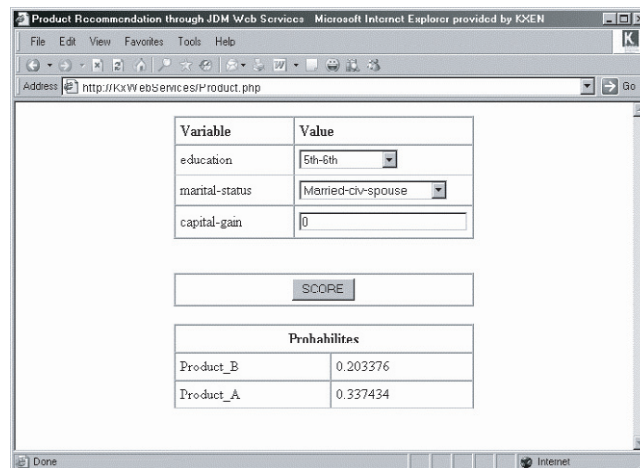 Product Recommendation through JDM Web Services Microsoft Internet Explorer provided by KXEN
File Edit View Favorites Tools Help
K
Address http://KxWebServices/Product.php Go
Variable Value
education 5th-6th
marital-status Married-civ-spouse
capital-gain 0
SCORE
Probabilites
Product_B 0.203376
Product_A 0.337434
Done Internet